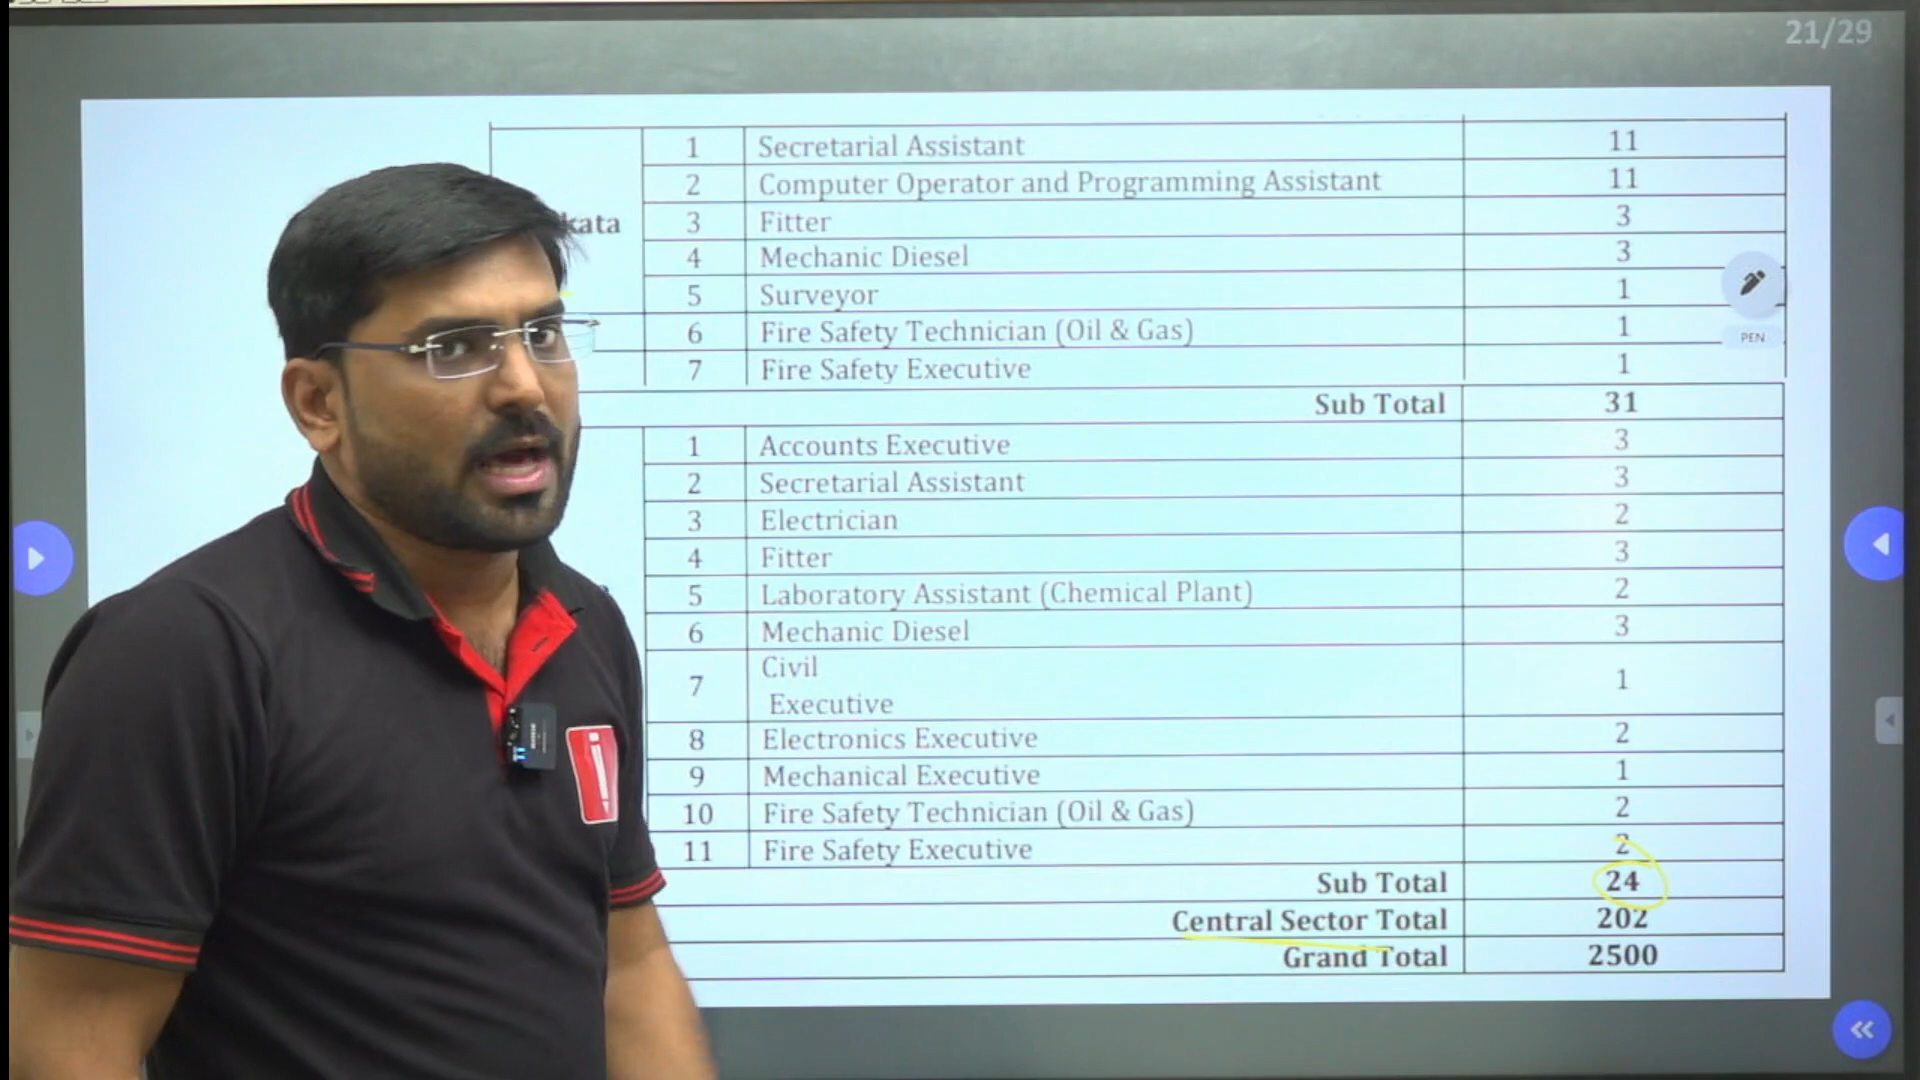 21/29
1 Secretarial Assistant 11
2 Computer Operator and Programming Assistant 11
kata 3 Fitter 3
4 Mechanic Diesel 3
5 Surveyor 1
6 Fire Safety Technician (Oil & Gas) 1
PEN
7 Fire Safety Executive 1
Sub Total 31
1 Accounts Executive 3
2 Secretarial Assistant 3
3 Electrician 2
4 Fitter 3
5 Laboratory Assistant (Chemical Plant) 2
6 Mechanic Diesel 3
7 Civil
Executive 1
8 Electronics Executive 2
9 Mechanical Executive 1
10 Fire Safety Technician (Oil & Gas) 2
11 Fire Safety Executive 2
Sub Total 24
Central Sector Total 202
Grand Total 2500